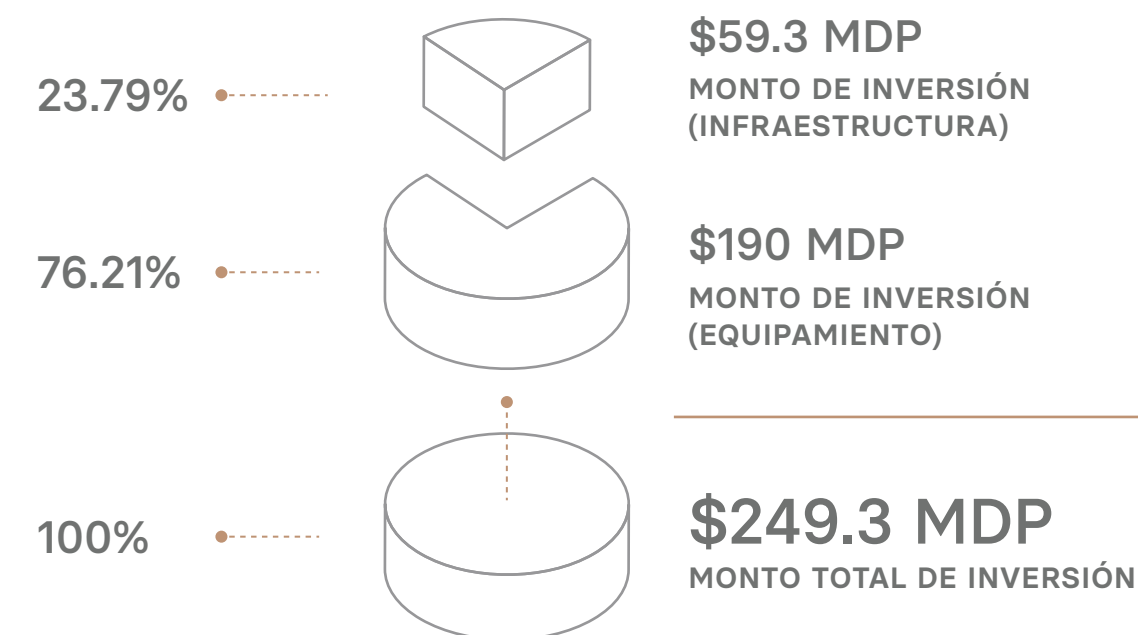 23.79%
$59.3 MDP
MONTO DE INVERSIÓN
(INFRAESTRUCTURA)
76.21%
$190 MDP
MONTO DE INVERSIÓN
(EQUIPAMIENTO)
100%
$249.3 MDP
MONTO TOTAL DE INVERSIÓN